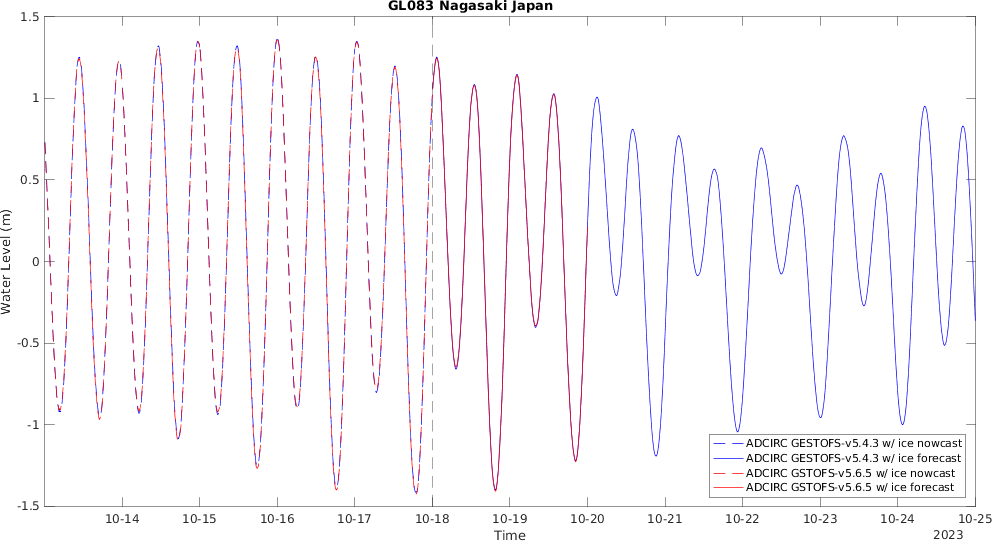 GL083 Nagasaki Japan
Water Level (m)
1.5
1
0.5
0
-0.5
-1
-1.5
ADCIRC GESTOFS-v5.4.3 w/ ice nowcast
ADCIRC GESTOFS-v5.4.3 w/ ice forecast
ADCIRC GSTOFS-v5.6.5 w/ ice nowcast
ADCIRC GSTOFS-v5.6.5 w/ ice forecast
10-14 10-15 10-16 10-17 10-18 10-19 10-20 10-21 10-22 10-23 10-24 10-25
Time
2023